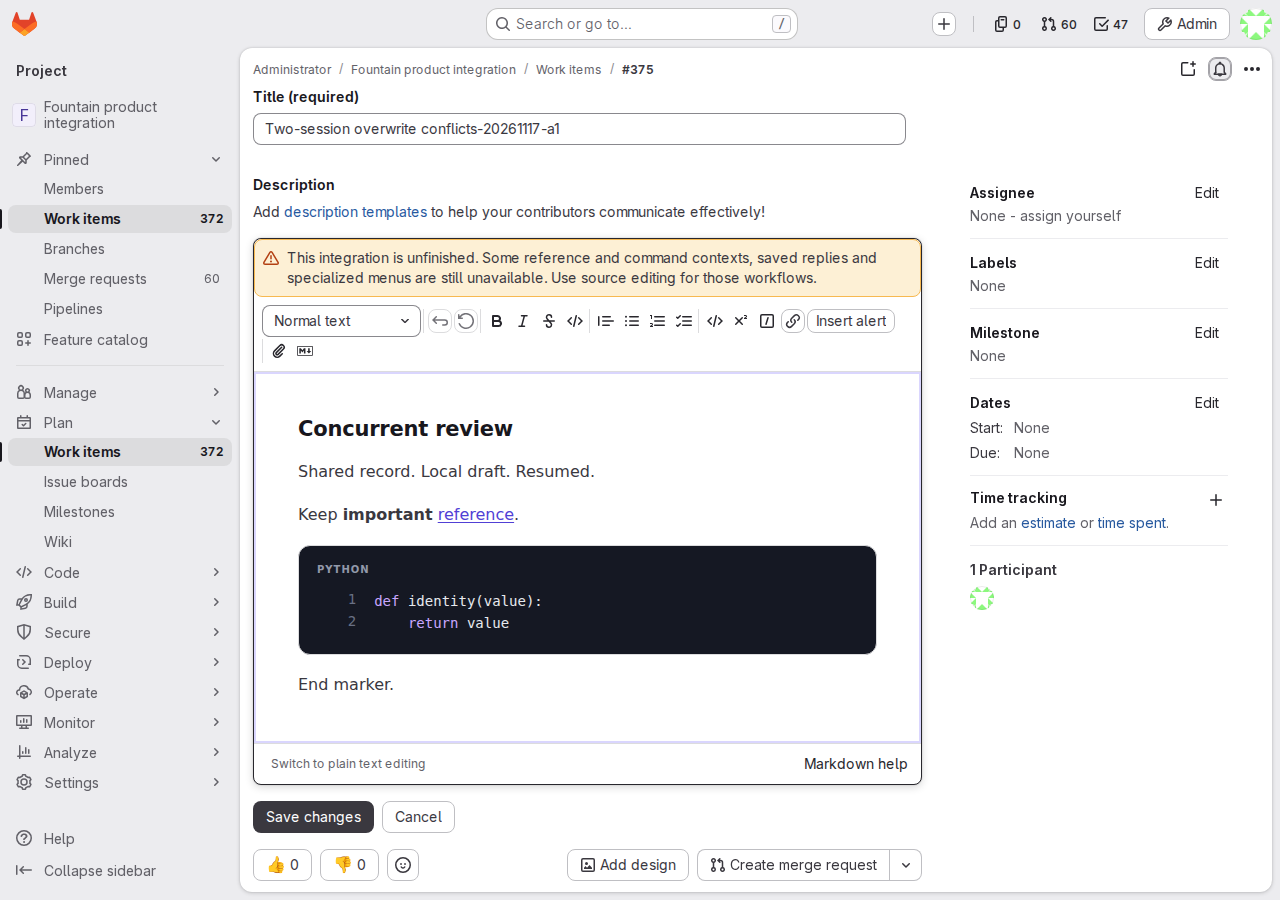 Search or go to...
/
0
60
47
Admin
Project
F
Fountain product
integration
Pinned
Members
Work items 372
Branches
Merge requests 60
Pipelines
Feature catalog
Manage
Plan
Work items 372
Issue boards
Milestones
Wiki
Code
Build
Secure
Deploy
Operate
Monitor
Analyze
Settings
Help
Collapse sidebar
Administrator / Fountain product integration / Work items / #375
Title (required)
Two-session overwrite conflicts-20261117-a1
Description
Add description templates to help your contributors communicate effectively!
This integration is unfinished. Some reference and command contexts, saved replies and
specialized menus are still unavailable. Use source editing for those workflows.
Normal text
Insert alert
Concurrent review
Shared record. Local draft. Resumed.
Keep important reference.
PYTHON
1 def identity(value):
2 return value
End marker.
Switch to plain text editing
Markdown help
Save changes
Cancel
👍 0
👎 0
Add design
Create merge request
Assignee Edit
None - assign yourself
Labels Edit
None
Milestone Edit
None
Dates Edit
Start: None
Due: None
Time tracking
Add an estimate or time spent.
1 Participant